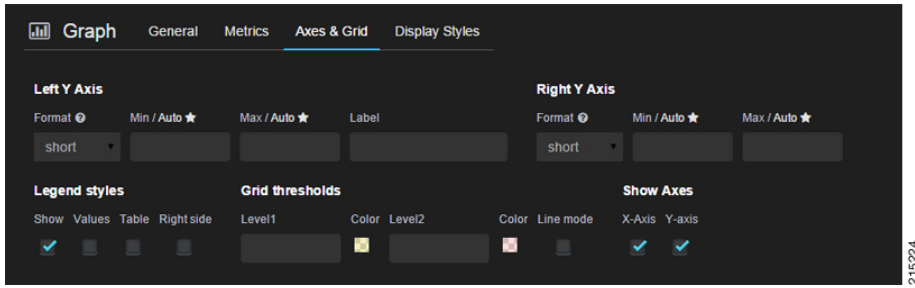 Graph General Metrics Axes & Grid Display Styles
Left Y Axis Right Y Axis
Format Min / Auto Max / Auto Label Format Min / Auto Max / Auto
short short
Legend styles Grid thresholds Show Axes
Show Values Table Right side Level1 Color Level2 Color Line mode X-Axis Y-axis
215224